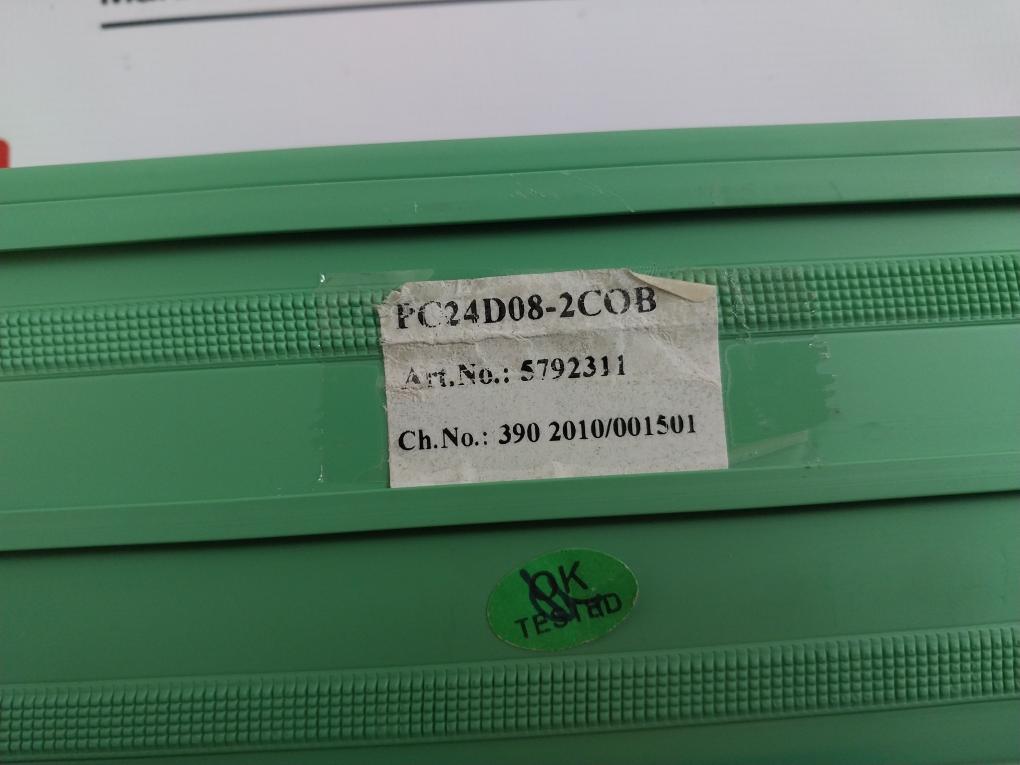 PC24D08-2COB
Art.No.: 5792311
Ch.No.: 390 2010/001501
OK
TESTED